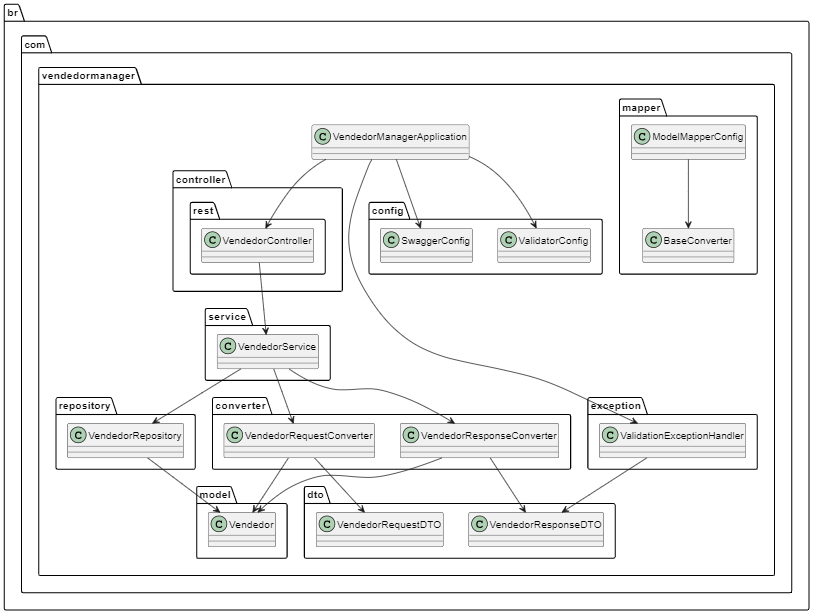 br
com
vendedormanager
mapper
C VendedorManagerApplication
C ModelMapperConfig
controller
rest
config
C VendedorController
C SwaggerConfig
C ValidatorConfig
C BaseConverter
service
C VendedorService
repository
converter
exception
C VendedorRepository
C VendedorRequestConverter
C VendedorResponseConverter
C ValidationExceptionHandler
model
dto
C Vendedor
C VendedorRequestDTO
C VendedorResponseDTO